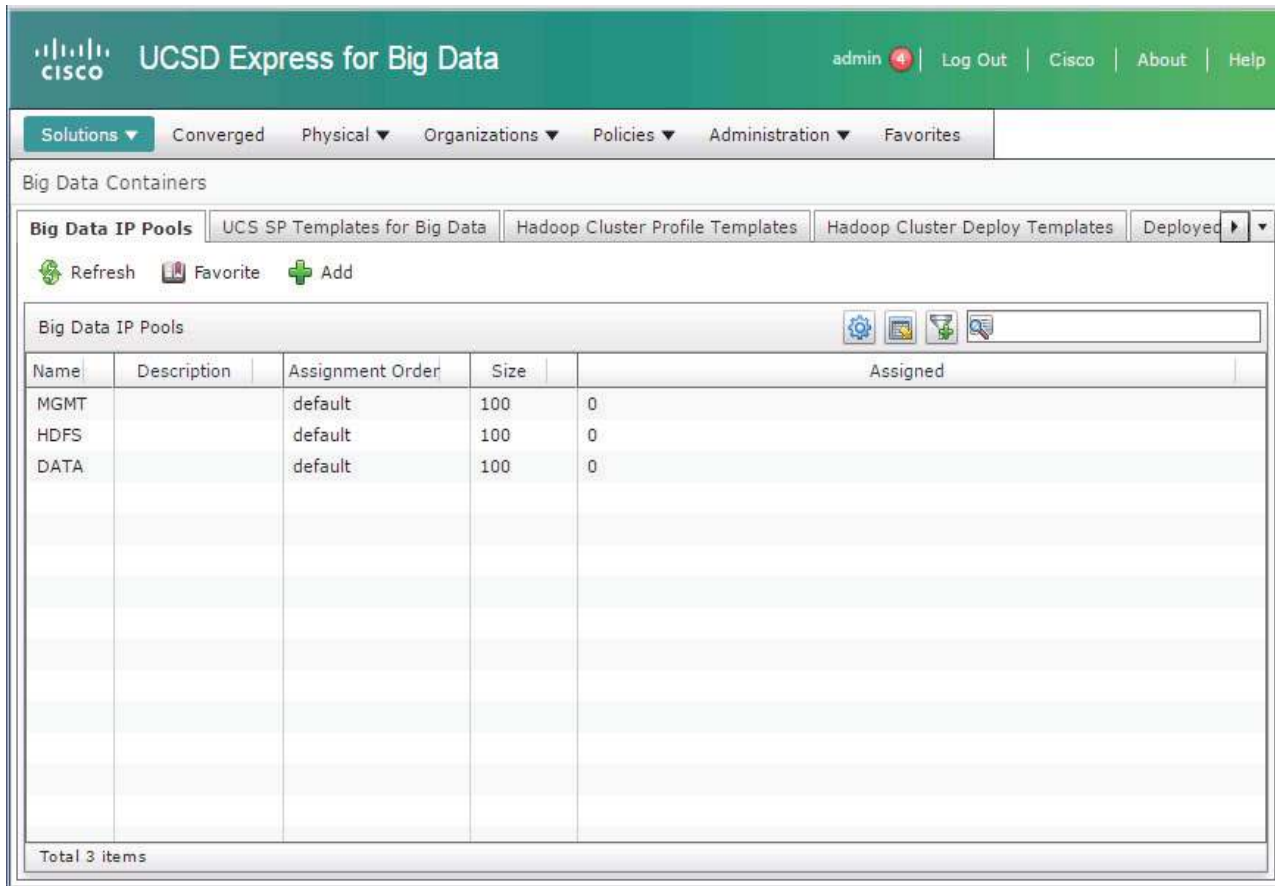 CISCO UCSD Express for Big Data admin 4 | Log Out | Cisco | About | Help
Solutions Converged Physical Organizations Policies Administration Favorites
Big Data Containers
Big Data IP Pools UCS SP Templates for Big Data Hadoop Cluster Profile Templates Hadoop Cluster Deploy Templates Deployed
Refresh Favorite Add
Big Data IP Pools
Name Description Assignment Order Size Assigned
MGMT default 100 0
HDFS default 100 0
DATA default 100 0
Total 3 items